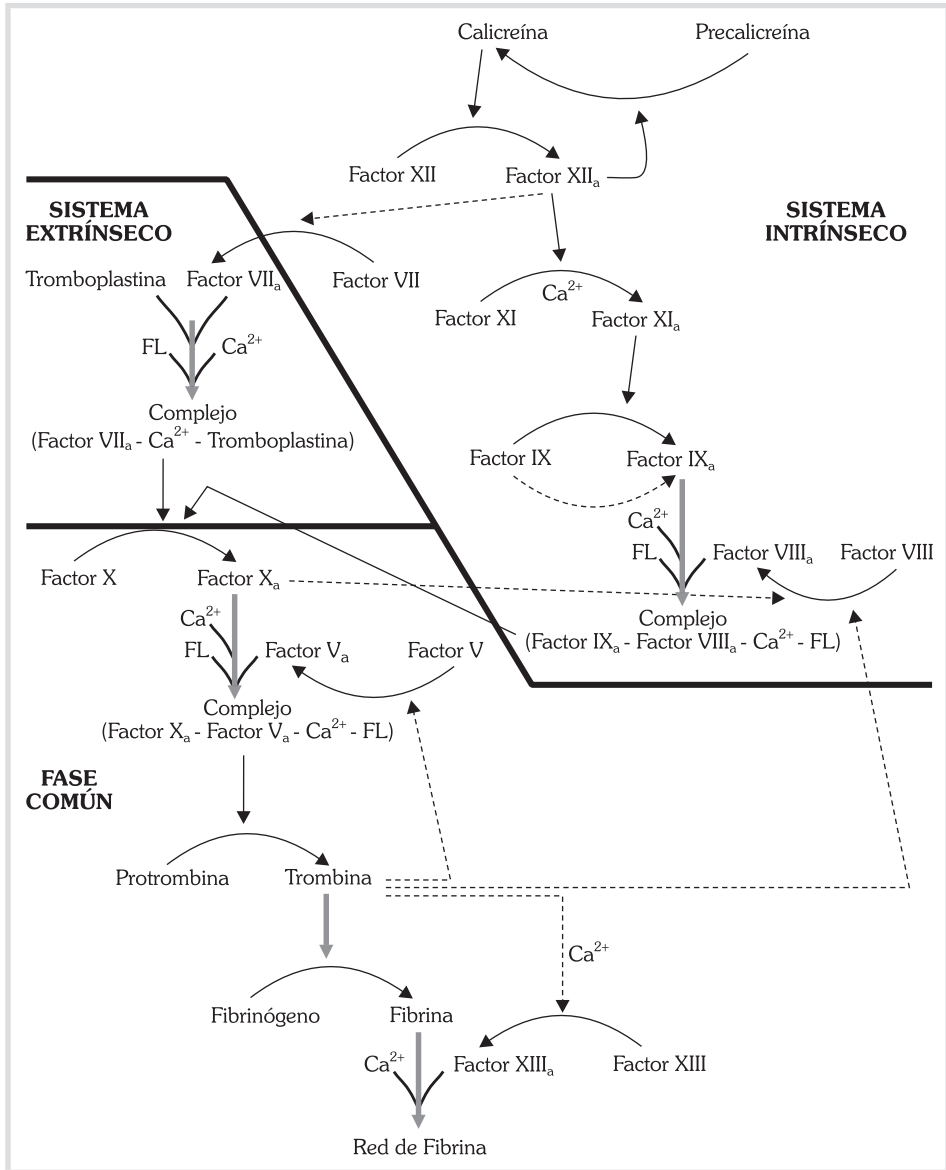 Calicreína
Precalicreína
Factor XII
Factor XIIₐ
SISTEMA
EXTRÍNSECO
SISTEMA
INTRÍNSECO
Tromboplastina
Factor VIIₐ
Factor VII
Ca²⁺
Factor XI
Factor XIₐ
FL
Ca²⁺
Complejo
(Factor VIIₐ - Ca²⁺ - Tromboplastina)
Factor IX
Factor IXₐ
Ca²⁺
FL
Factor VIIIₐ
Factor VIII
Factor X
Factor Xₐ
Complejo
(Factor IXₐ - Factor VIIIₐ - Ca²⁺ - FL)
Ca²⁺
FL
Factor Vₐ
Factor V
Complejo
(Factor Xₐ - Factor Vₐ - Ca²⁺ - FL)
FASE
COMÚN
Protrombina
Trombina
Ca²⁺
Fibrinógeno
Fibrina
Ca²⁺
Factor XIIIₐ
Factor XIII
Red de Fibrina